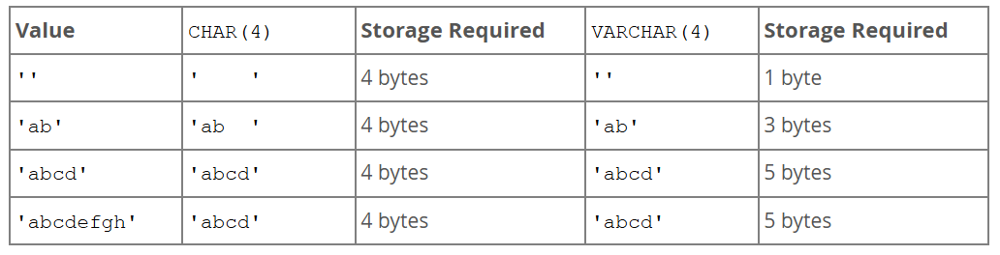 Value CHAR(4) Storage Required VARCHAR(4) Storage Required
'' '    ' 4 bytes '' 1 byte
'ab' 'ab  ' 4 bytes 'ab' 3 bytes
'abcd' 'abcd' 4 bytes 'abcd' 5 bytes
'abcdefgh' 'abcd' 4 bytes 'abcd' 5 bytes